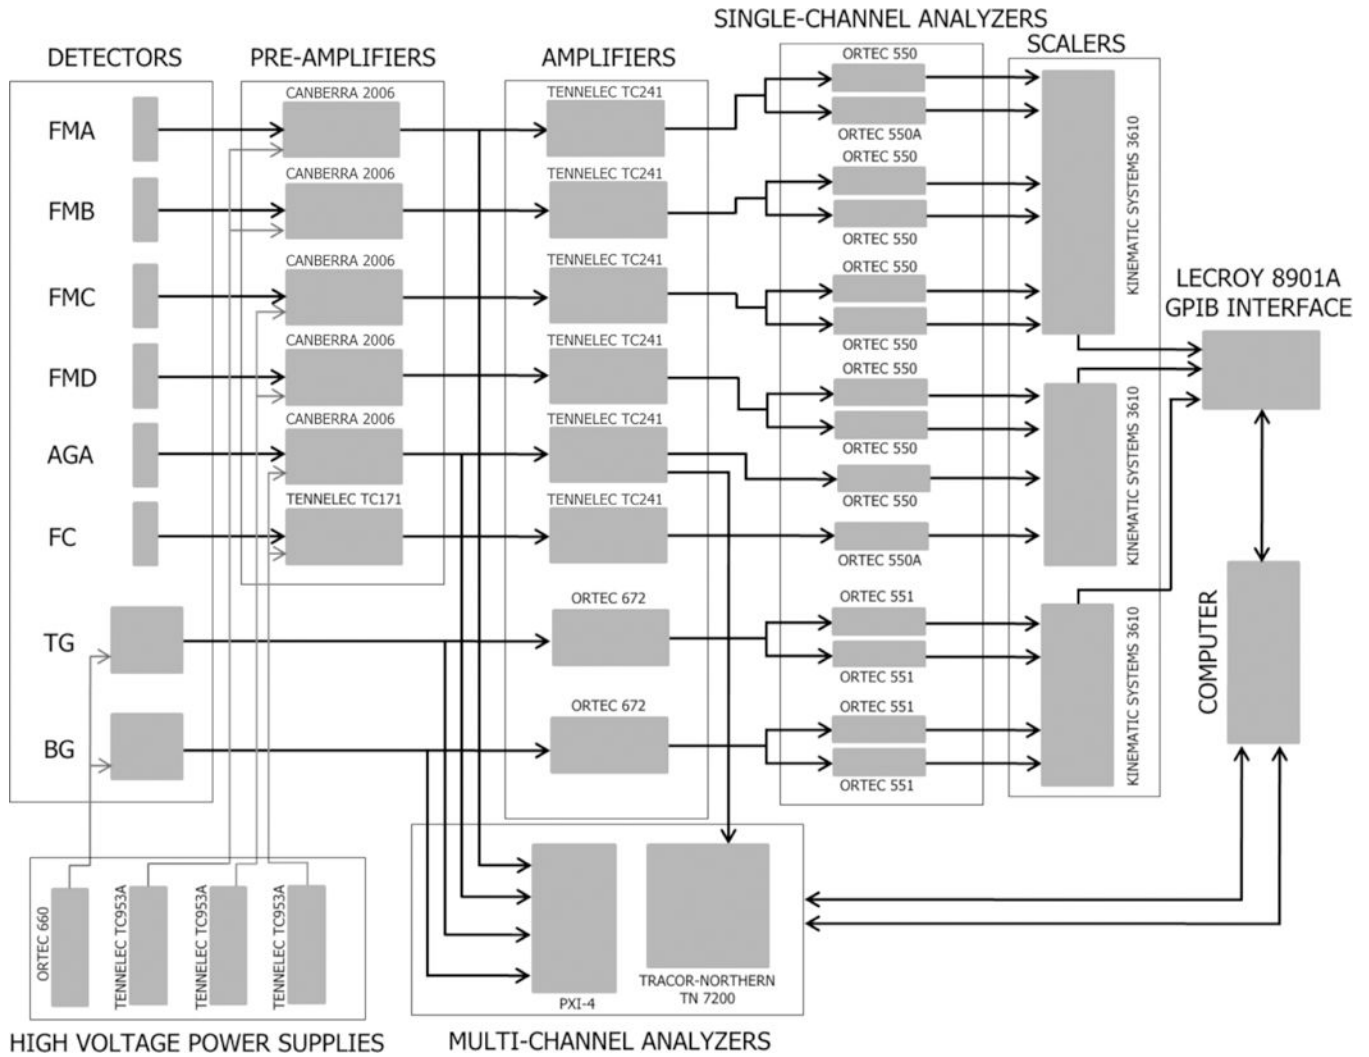 SINGLE-CHANNEL ANALYZERS
DETECTORS
PRE-AMPLIFIERS
AMPLIFIERS
SCALERS
FMA
FMB
FMC
FMD
AGA
FC
TG
BG
CANBERRA 2006
CANBERRA 2006
CANBERRA 2006
CANBERRA 2006
CANBERRA 2006
TENNELEC TC171
TENNELEC TC241
TENNELEC TC241
TENNELEC TC241
TENNELEC TC241
TENNELEC TC241
TENNELEC TC241
ORTEC 672
ORTEC 672
ORTEC 550
ORTEC 550A
ORTEC 550
ORTEC 550
ORTEC 550
ORTEC 550
ORTEC 550
ORTEC 550
ORTEC 550
ORTEC 550A
ORTEC 551
ORTEC 551
ORTEC 551
ORTEC 551
KINEMATIC SYSTEMS 3610
KINEMATIC SYSTEMS 3610
KINEMATIC SYSTEMS 3610
LECROY 8901A
GPIB INTERFACE
COMPUTER
ORTEC 660
TENNELEC TC953A
TENNELEC TC953A
TENNELEC TC953A
HIGH VOLTAGE POWER SUPPLIES
PXI-4
TRACOR-NORTHERN
TN 7200
MULTI-CHANNEL ANALYZERS